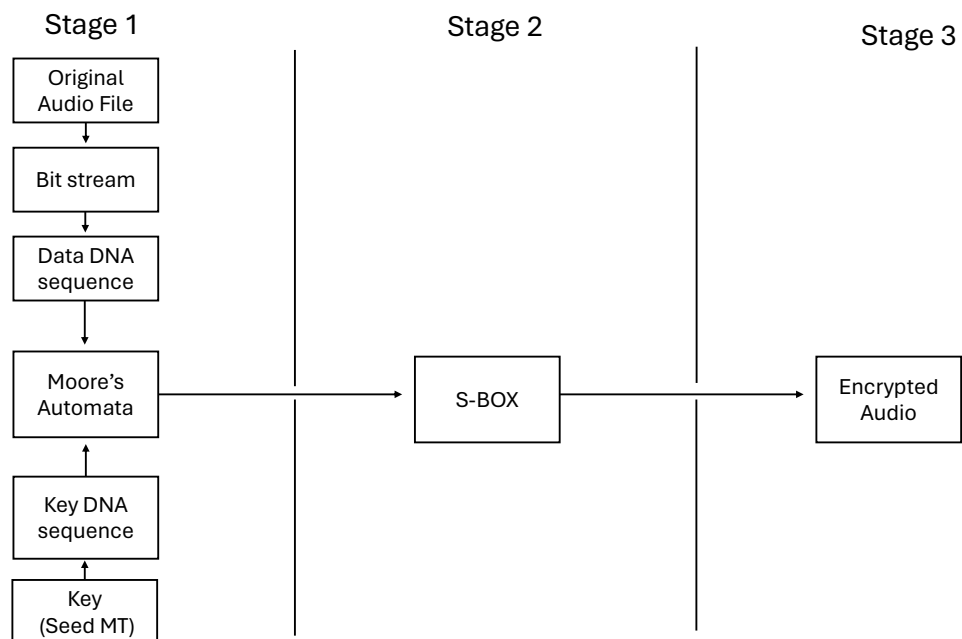 Stage 1
Stage 2
Stage 3
Original
Audio File
Bit stream
Data DNA
sequence
Moore's
Automata
S-BOX
Encrypted
Audio
Key DNA
sequence
Key
(Seed MT)